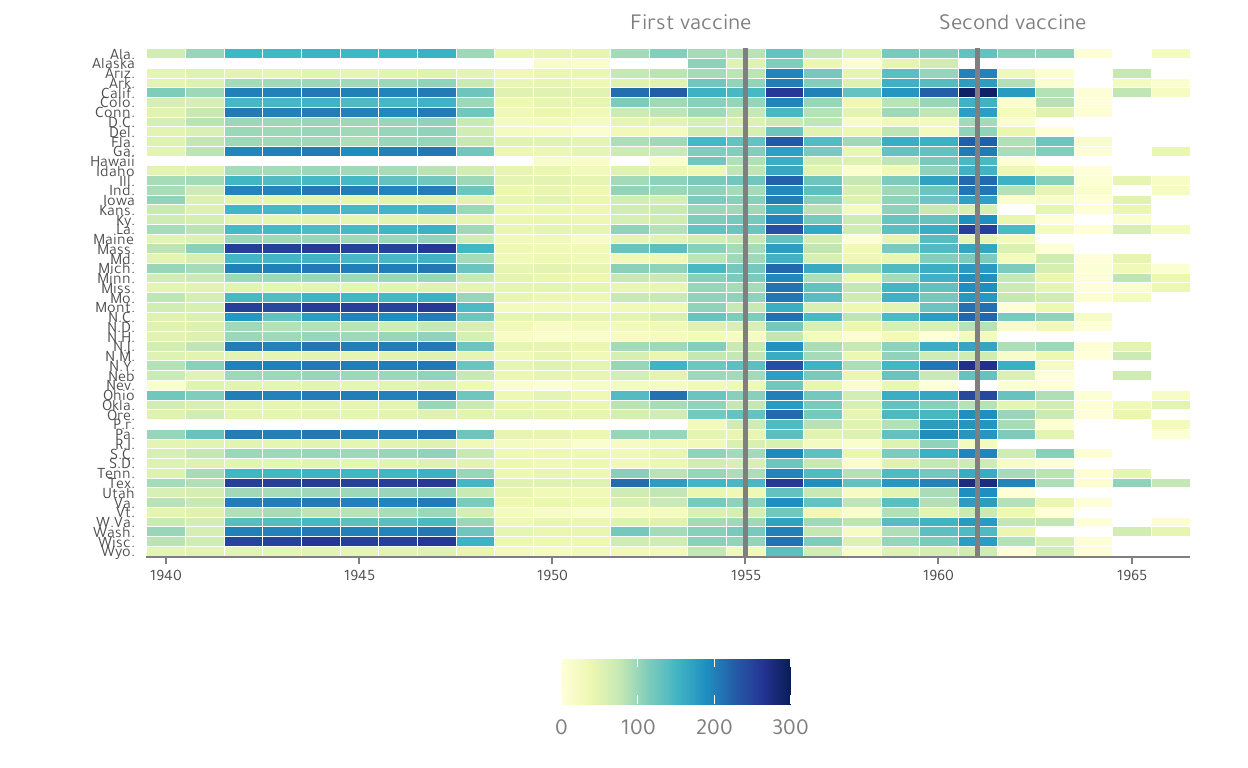 First vaccine Second vaccine
Ala.
Alaska
Ariz.
Ark.
Calif.
Colo.
Conn.
D.C.
Del.
Fla.
Ga.
Hawaii
Idaho
Ill.
Ind.
Iowa
Kans.
Ky.
La.
Maine
Mass.
Md.
Mich.
Minn.
Miss.
Mo.
Mont.
N.C.
N.D.
N.H.
N.J.
N.M.
N.Y.
Neb
Nev.
Ohio
Okla.
Ore.
P.r.
Pa.
R.I.
S.C.
S.D.
Tenn.
Tex.
Utah
Va.
Vt.
W.Va.
Wash.
Wisc.
Wyo.
1940 1945 1950 1955 1960 1965
0 100 200 300